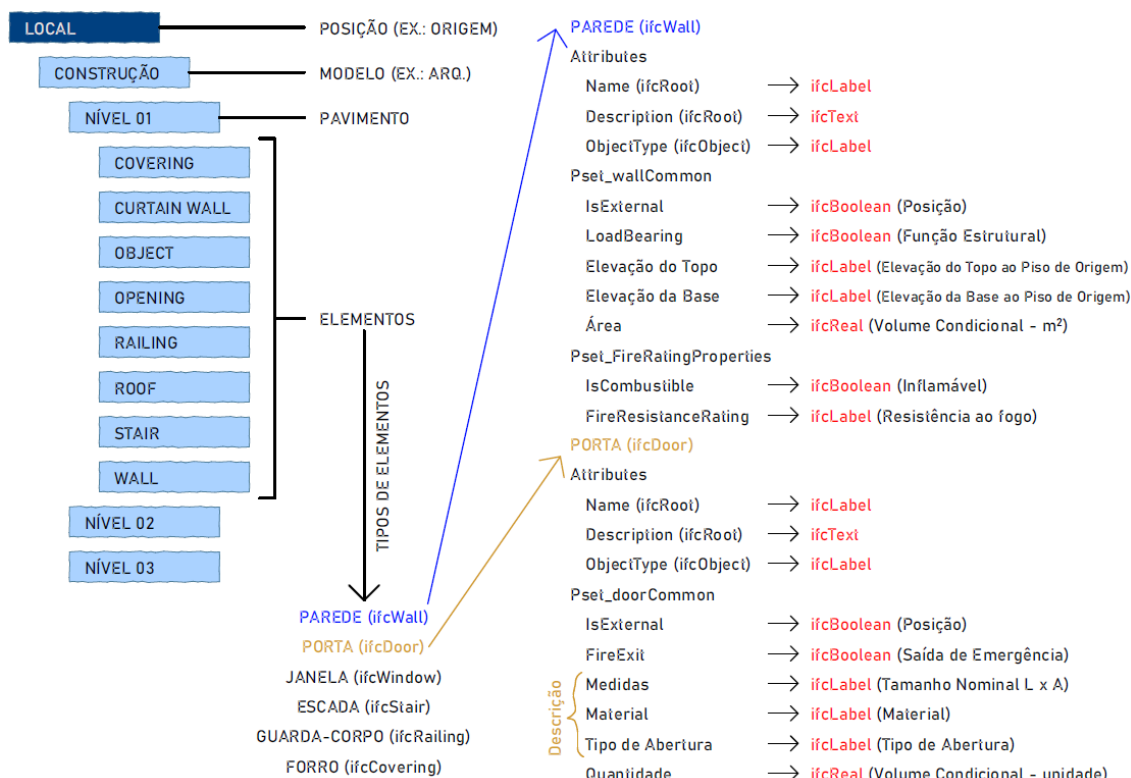 LOCAL
POSIÇÃO (EX.: ORIGEM)
CONSTRUÇÃO
MODELO (EX.: ARQ.)
NÍVEL 01
PAVIMENTO
COVERING
CURTAIN WALL
OBJECT
OPENING
RAILING
ROOF
STAIR
WALL
ELEMENTOS
NÍVEL 02
NÍVEL 03
TIPOS DE ELEMENTOS
PAREDE (ifcWall)
PORTA (ifcDoor)
JANELA (ifcWindow)
ESCADA (ifcStair)
GUARDA-CORPO (ifcRailing)
FORRO (ifcCovering)
PAREDE (ifcWall)
Attributes
Name (ifcRoot) → ifcLabel
Description (ifcRoot) → ifcText
ObjectType (ifcObject) → ifcLabel
Pset_wallCommon
IsExternal → ifcBoolean (Posição)
LoadBearing → ifcBoolean (Função Estrutural)
Elevação do Topo → ifcLabel (Elevação do Topo ao Piso de Origem)
Elevação da Base → ifcLabel (Elevação da Base ao Piso de Origem)
Área → ifcReal (Volume Condicional - m²)
Pset_FireRatingProperties
IsCombustible → ifcBoolean (Inflamável)
FireResistanceRating → ifcLabel (Resistência ao fogo)
PORTA (ifcDoor)
Attributes
Name (ifcRoot) → ifcLabel
Description (ifcRoot) → ifcText
ObjectType (ifcObject) → ifcLabel
Pset_doorCommon
IsExternal → ifcBoolean (Posição)
FireExit → ifcBoolean (Saída de Emergência)
Descrição
Medidas → ifcLabel (Tamanho Nominal L x A)
Material → ifcLabel (Material)
Tipo de Abertura → ifcLabel (Tipo de Abertura)
Quantidade → ifcReal (Volume Condicional - unidade)